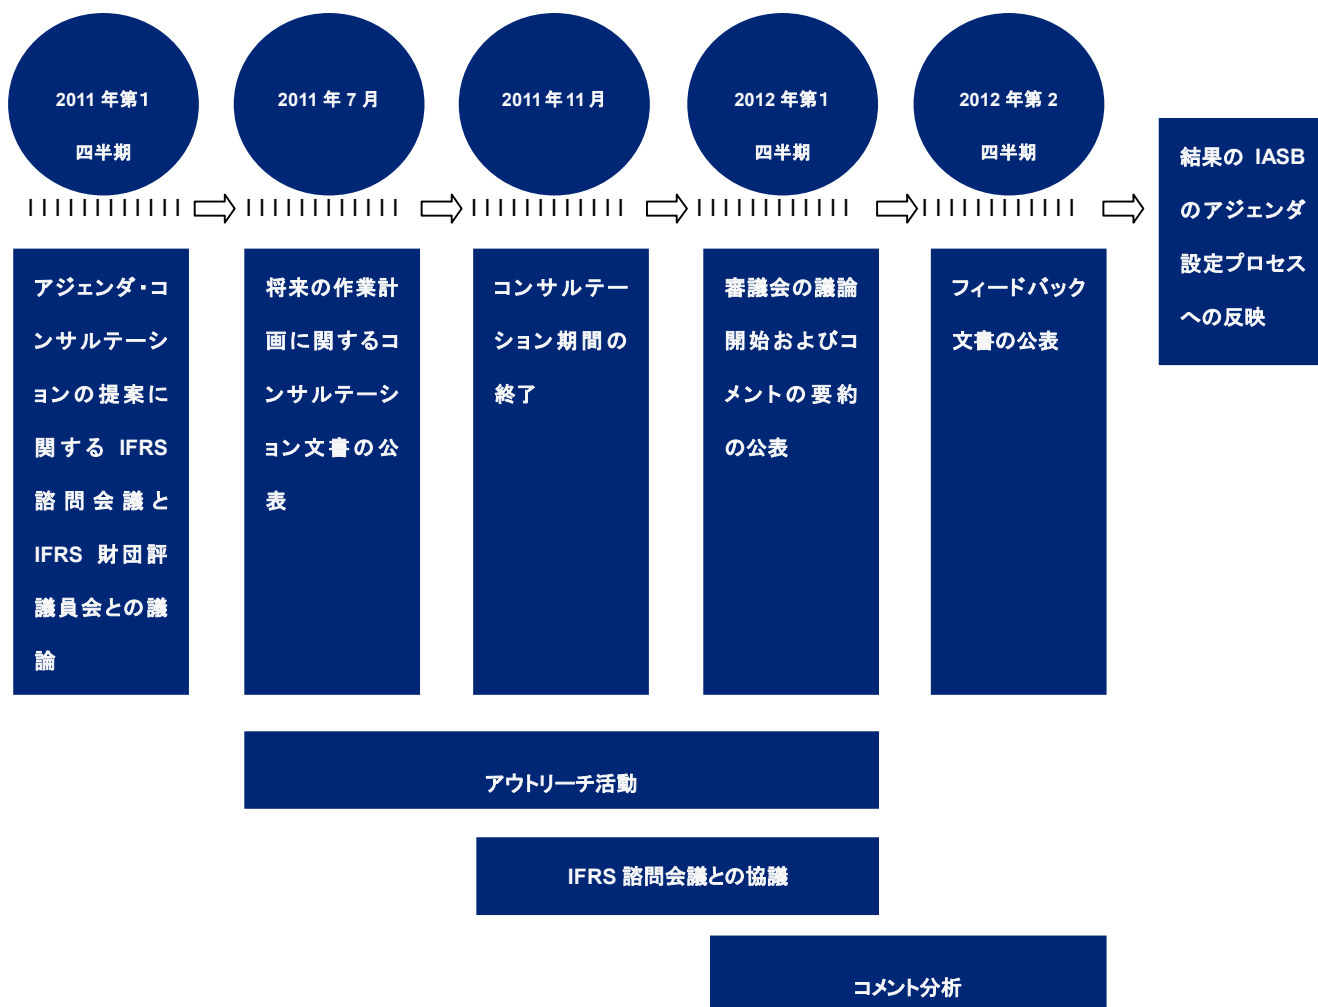 2011 年第1
四半期
2011 年 7 月
2011 年 11 月
2012 年第1
四半期
2012 年第 2
四半期
結果の IASB
のアジェンダ
設定プロセス
への反映
アジェンダ・コ
ンサルテーシ
ョンの提案に
関する IFRS
諮問会議と
IFRS 財団評
議員会との議
論
将来の作業計
画に関するコ
ンサルテーシ
ョン文書の公
表
コンサルテー
ション期間の
終了
審議会の議論
開始およびコ
メントの要約
の公表
フィードバック
文書の公表
アウトリーチ活動
IFRS 諮問会議との協議
コメント分析